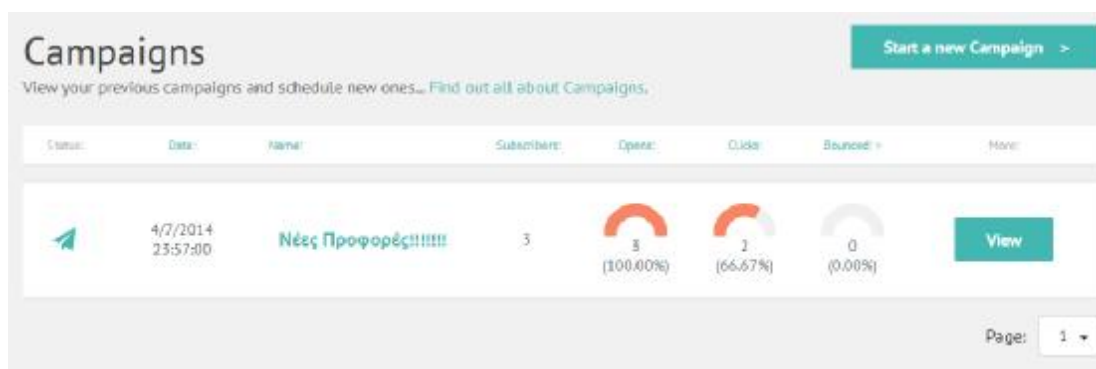 Campaigns
Start a new Campaign >
View your previous campaigns and schedule new ones... Find out all about Campaigns.
Status: Date: Name: Subscribers: Opens: Clicks: Bounced: More:
4/7/2014
23:57:00
Νέες Προφορές!!!!!!!
3
3
(100.00%)
2
(66.67%)
0
(0.00%)
View
Page: 1